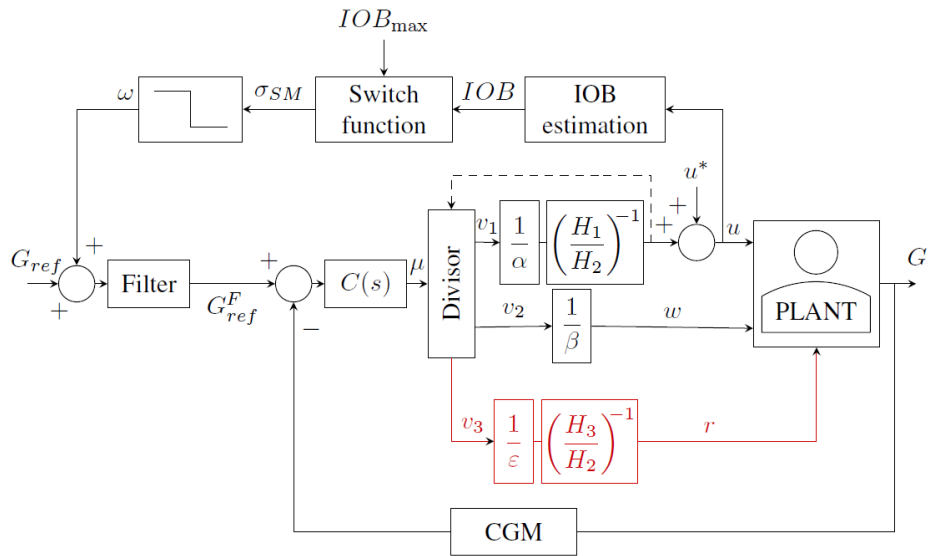 IOB_max
ω
σ_SM
Switch
function
IOB
IOB
estimation
u*
+
+
v_1
1/α
(H_1/H_2)^−1
+
u
G
G_ref
+
+
Filter
G^F_ref
+
−
C(s)
μ
Divisor
v_2
1/β
w
PLANT
v_3
1/ε
(H_3/H_2)^−1
r
CGM